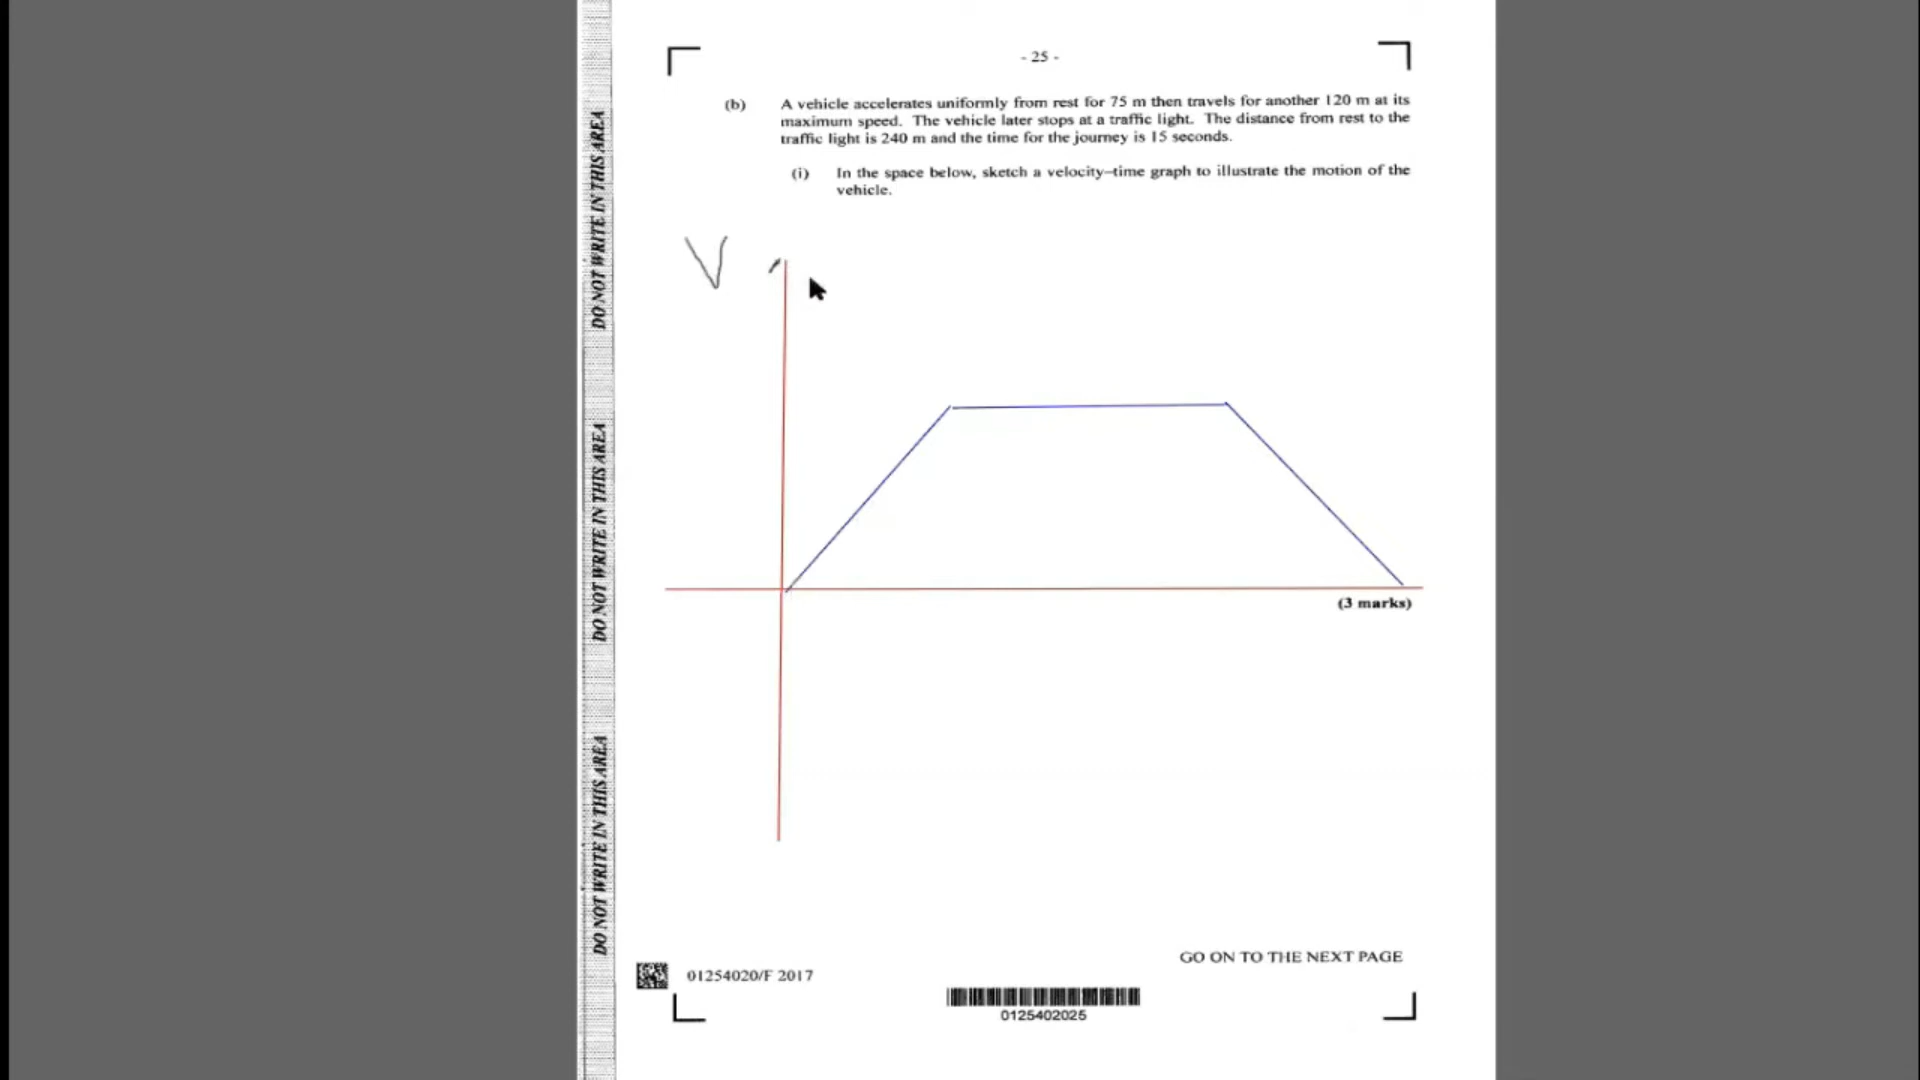 - 25 -
(b) A vehicle accelerates uniformly from rest for 75 m then travels for another 120 m at its
maximum speed. The vehicle later stops at a traffic light. The distance from rest to the
traffic light is 240 m and the time for the journey is 15 seconds.
(i) In the space below, sketch a velocity–time graph to illustrate the motion of the
vehicle.
V
(3 marks)
DO NOT WRITE IN THIS AREA
DO NOT WRITE IN THIS AREA
DO NOT WRITE IN THIS AREA
GO ON TO THE NEXT PAGE
01254020/F 2017
0125402025